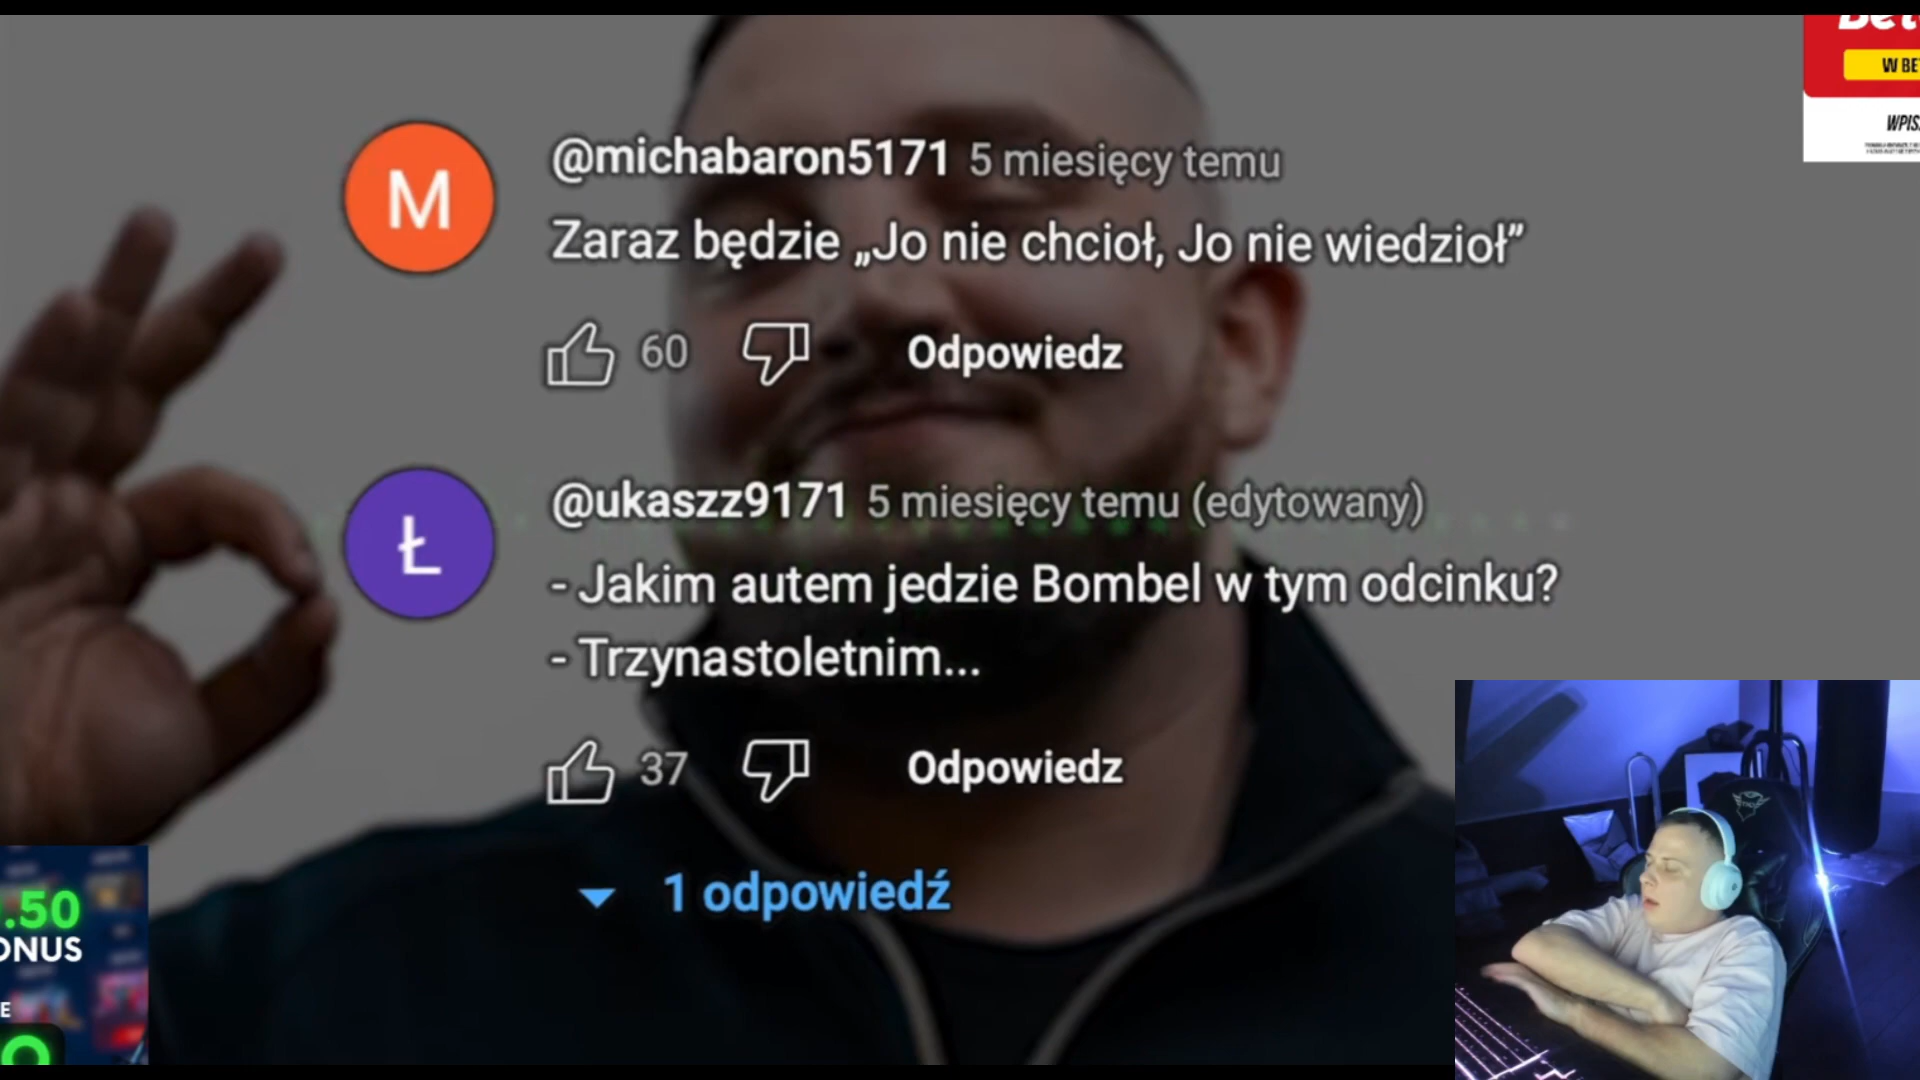 W BE
WPIS
M
@michabaron5171 5 miesięcy temu
Zaraz będzie „Jo nie chcioł, Jo nie wiedzioł”
60 Odpowiedz
Ł
@ukaszz9171 5 miesięcy temu (edytowany)
- Jakim autem jedzie Bombel w tym odcinku?
- Trzynastoletnim...
37 Odpowiedz
1 odpowiedź
.50
ONUS
E